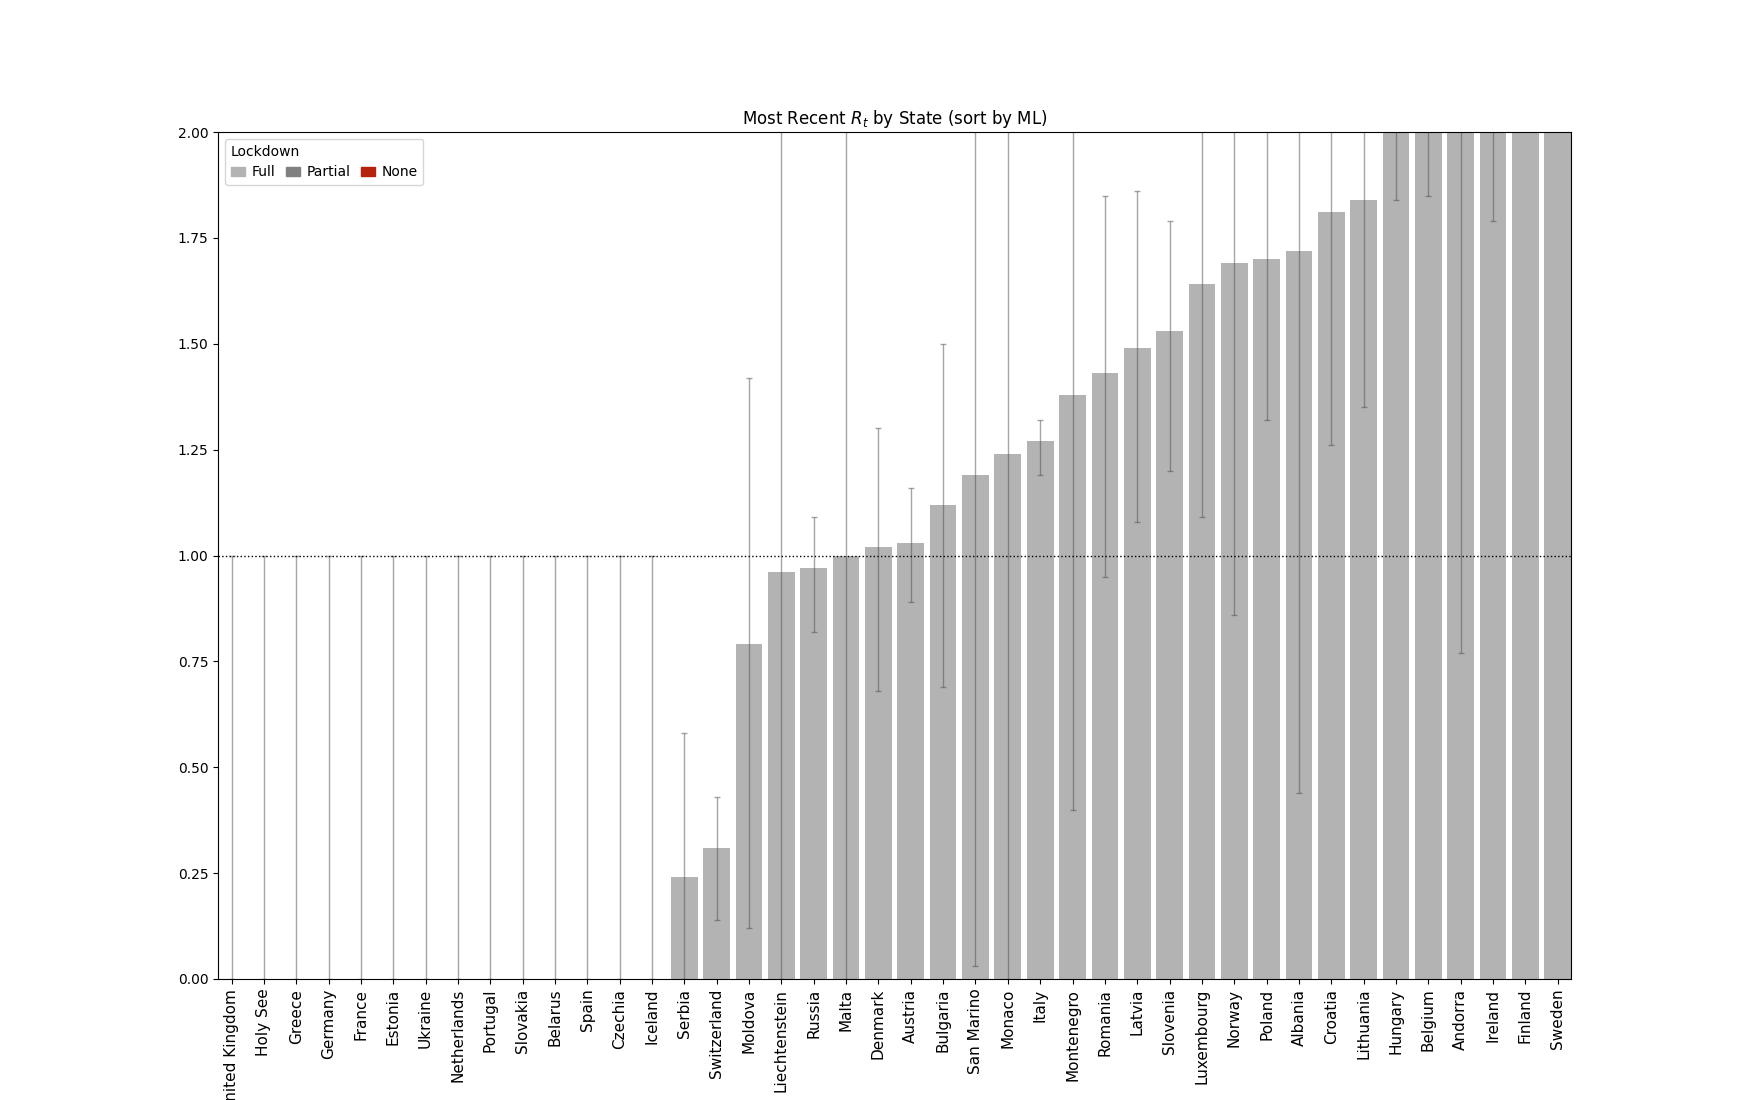 Most Recent Rt by State (sort by ML)
Lockdown
Full Partial None
2.00
1.75
1.50
1.25
1.00
0.75
0.50
0.25
0.00
nited Kingdom
Holy See
Greece
Germany
France
Estonia
Ukraine
Netherlands
Portugal
Slovakia
Belarus
Spain
Czechia
Iceland
Serbia
Switzerland
Moldova
Liechtenstein
Russia
Malta
Denmark
Austria
Bulgaria
San Marino
Monaco
Italy
Montenegro
Romania
Latvia
Slovenia
Luxembourg
Norway
Poland
Albania
Croatia
Lithuania
Hungary
Belgium
Andorra
Ireland
Finland
Sweden